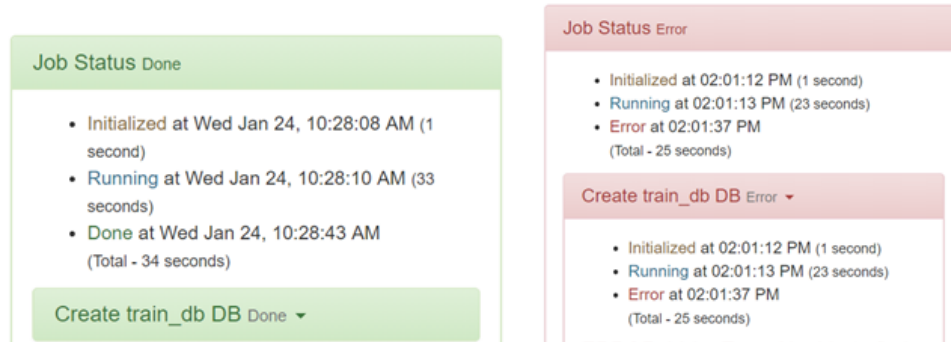 Job Status Done
• Initialized at Wed Jan 24, 10:28:08 AM (1
second)
• Running at Wed Jan 24, 10:28:10 AM (33
seconds)
• Done at Wed Jan 24, 10:28:43 AM
(Total - 34 seconds)
Create train_db DB Done
Job Status Error
• Initialized at 02:01:12 PM (1 second)
• Running at 02:01:13 PM (23 seconds)
• Error at 02:01:37 PM
(Total - 25 seconds)
Create train_db DB Error
• Initialized at 02:01:12 PM (1 second)
• Running at 02:01:13 PM (23 seconds)
• Error at 02:01:37 PM
(Total - 25 seconds)